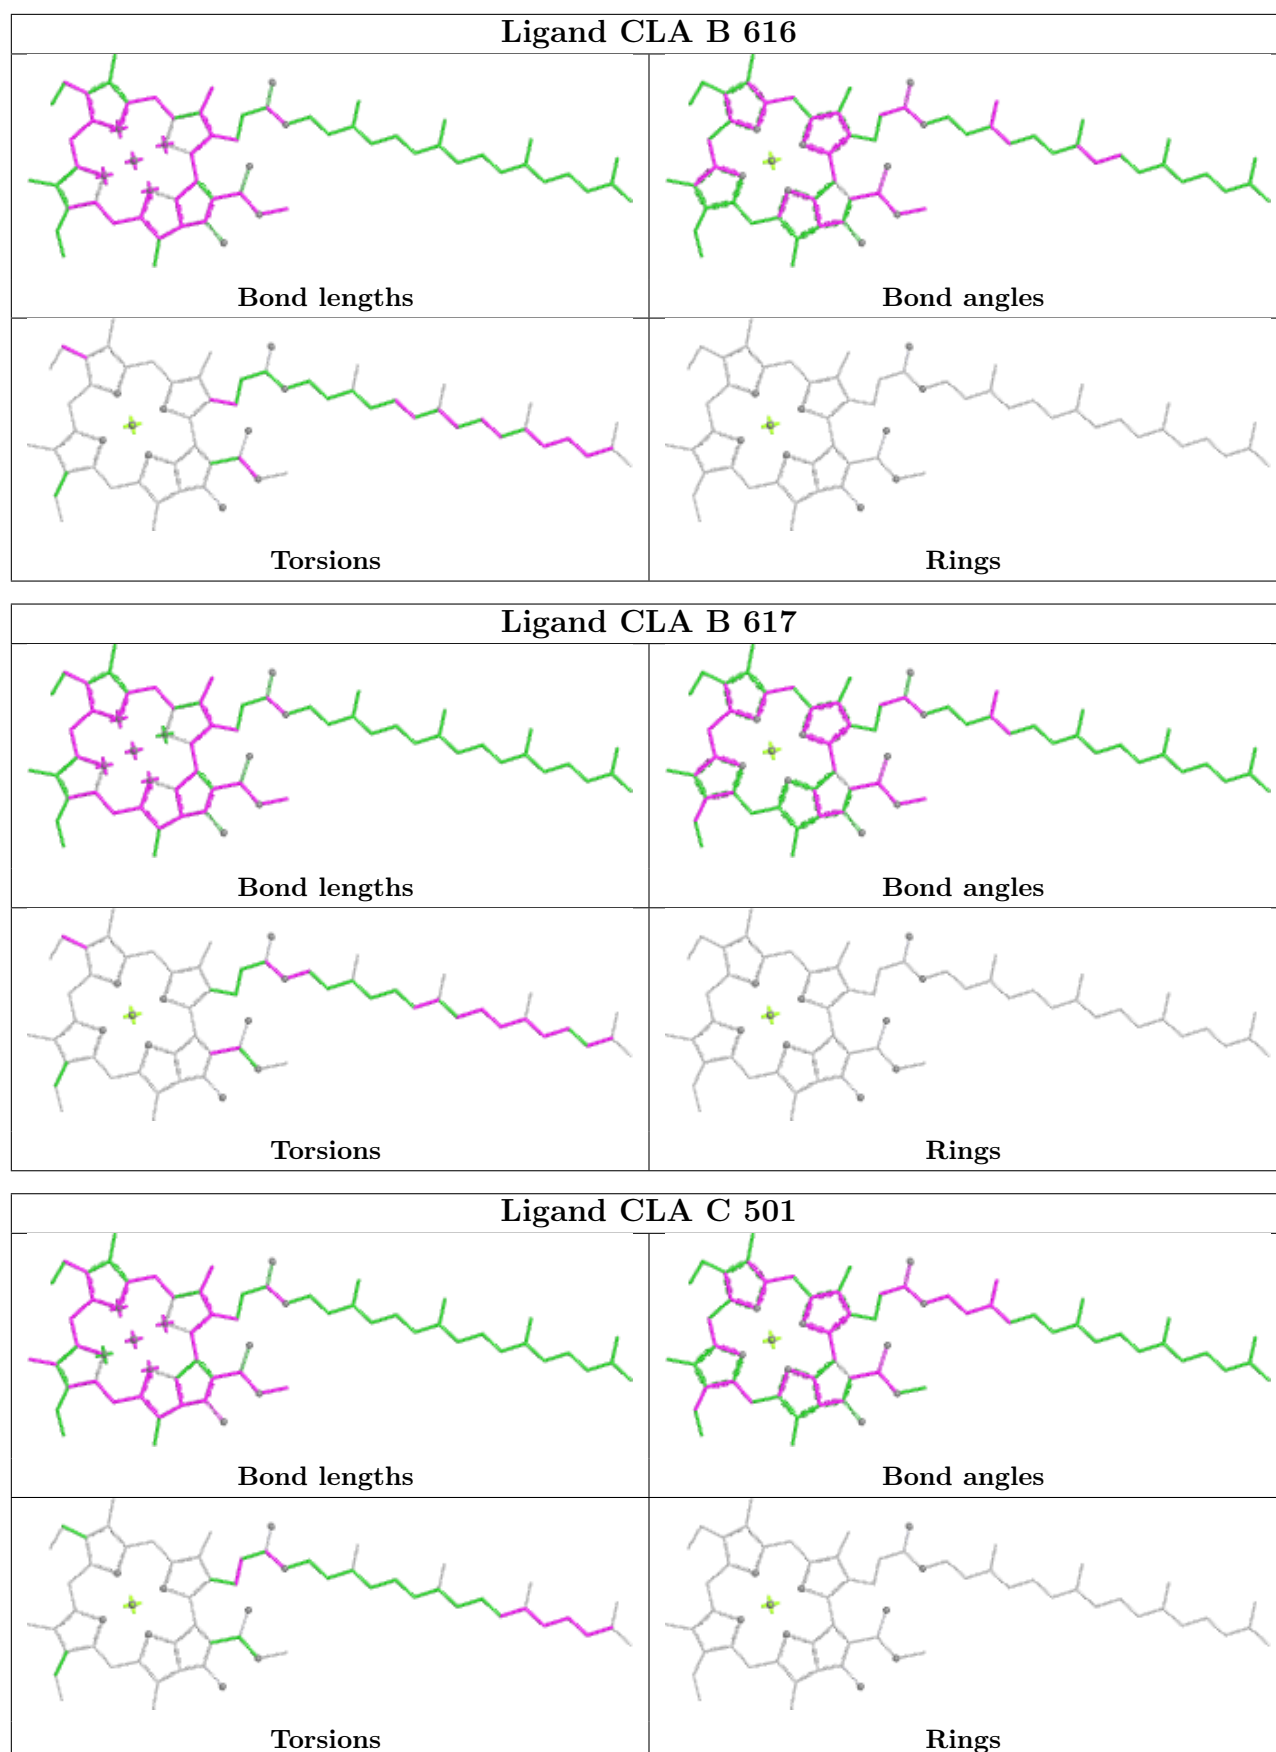 Ligand CLA B 616
Bond lengths
Bond angles
Torsions
Rings
Ligand CLA B 617
Bond lengths
Bond angles
Torsions
Rings
Ligand CLA C 501
Bond lengths
Bond angles
Torsions
Rings